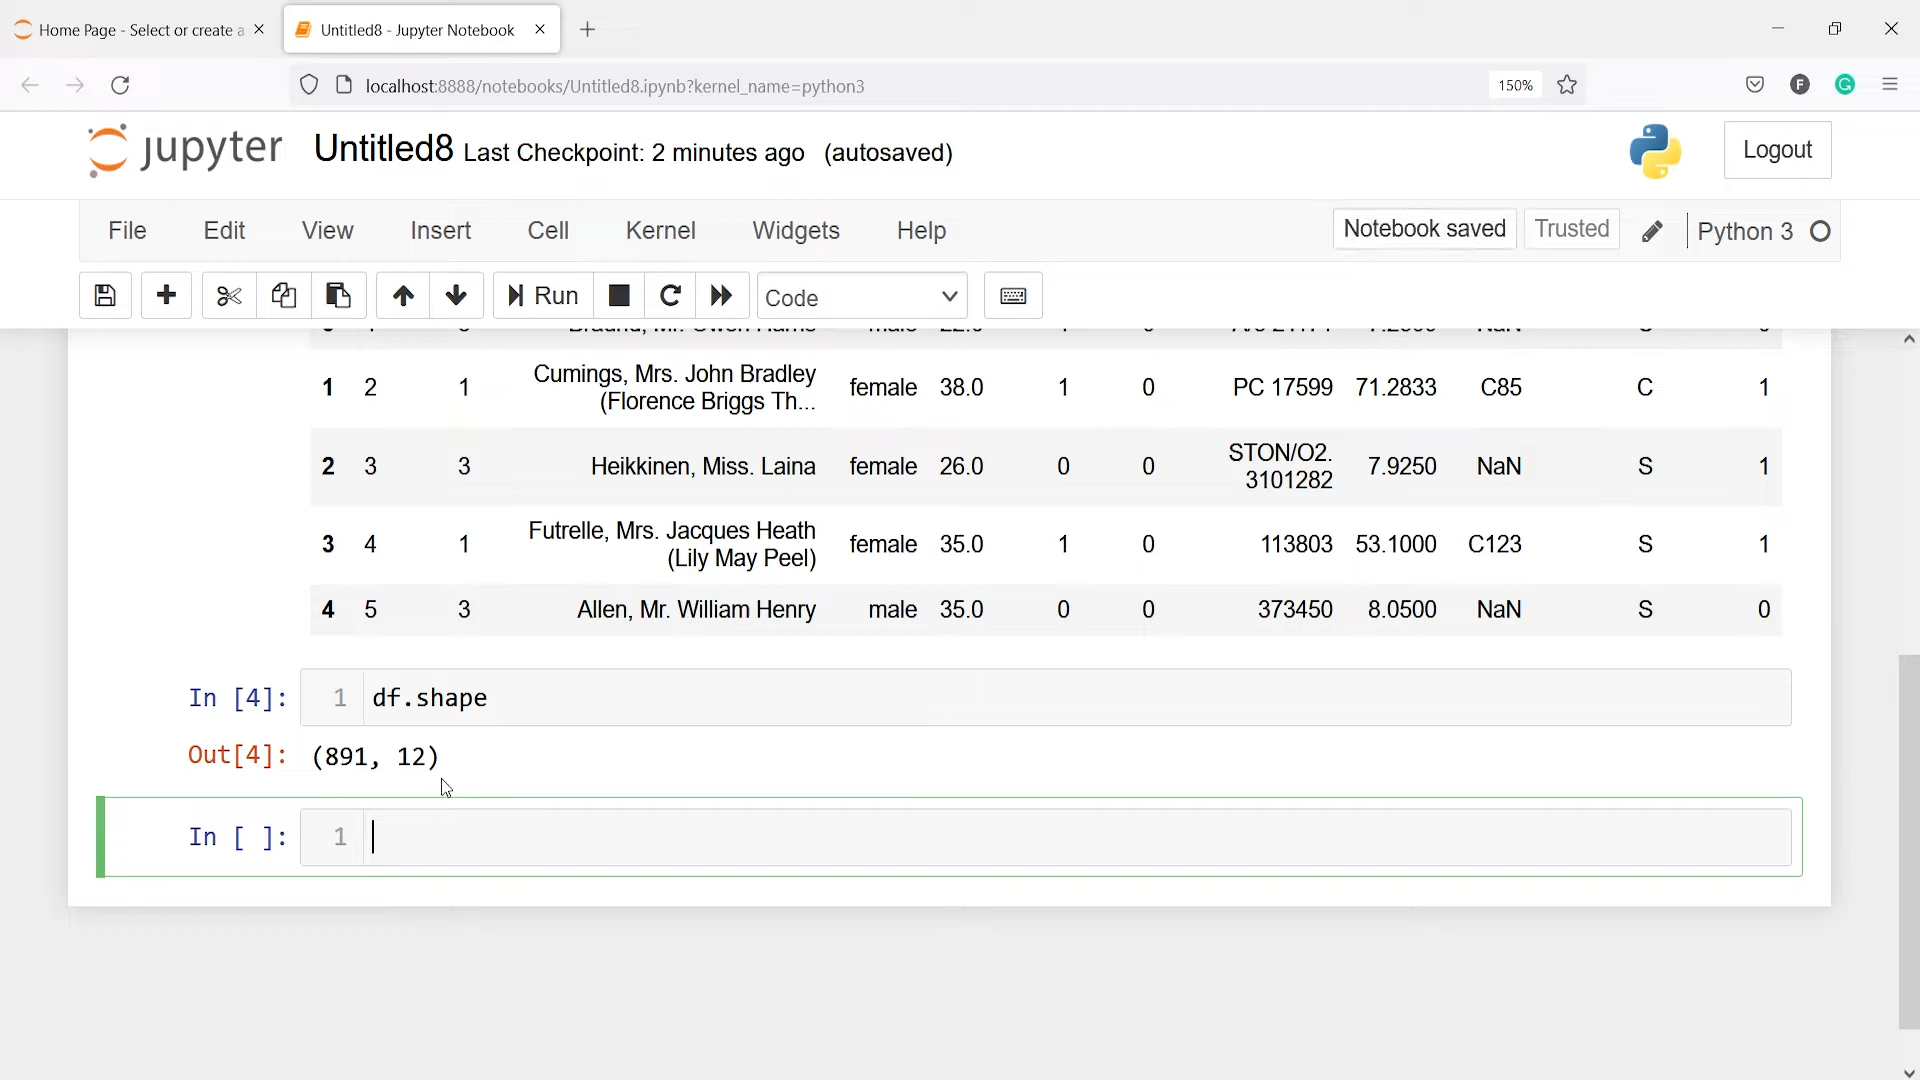 Home Page - Select or create a
Untitled8 - Jupyter Notebook
localhost:8888/notebooks/Untitled8.ipynb?kernel_name=python3
150%
F
G
jupyter Untitled8 Last Checkpoint: 2 minutes ago (autosaved)
Logout
File Edit View Insert Cell Kernel Widgets Help
Notebook saved Trusted Python 3
Run
Code
1 2 1 Cumings, Mrs. John Bradley (Florence Briggs Th... female 38.0 1 0 PC 17599 71.2833 C85 C 1
2 3 3 Heikkinen, Miss. Laina female 26.0 0 0 STON/O2. 3101282 7.9250 NaN S 1
3 4 1 Futrelle, Mrs. Jacques Heath (Lily May Peel) female 35.0 1 0 113803 53.1000 C123 S 1
4 5 3 Allen, Mr. William Henry male 35.0 0 0 373450 8.0500 NaN S 0
In [4]: 1 df.shape
Out[4]: (891, 12)
In [ ]: 1